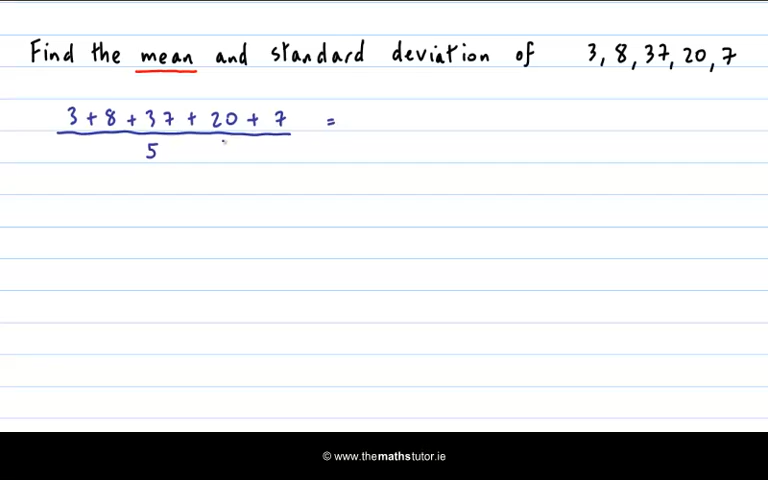 Find the mean and standard deviation of 3, 8, 37, 20, 7
3 + 8 + 37 + 20 + 7 =
5
© www.themathstutor.ie